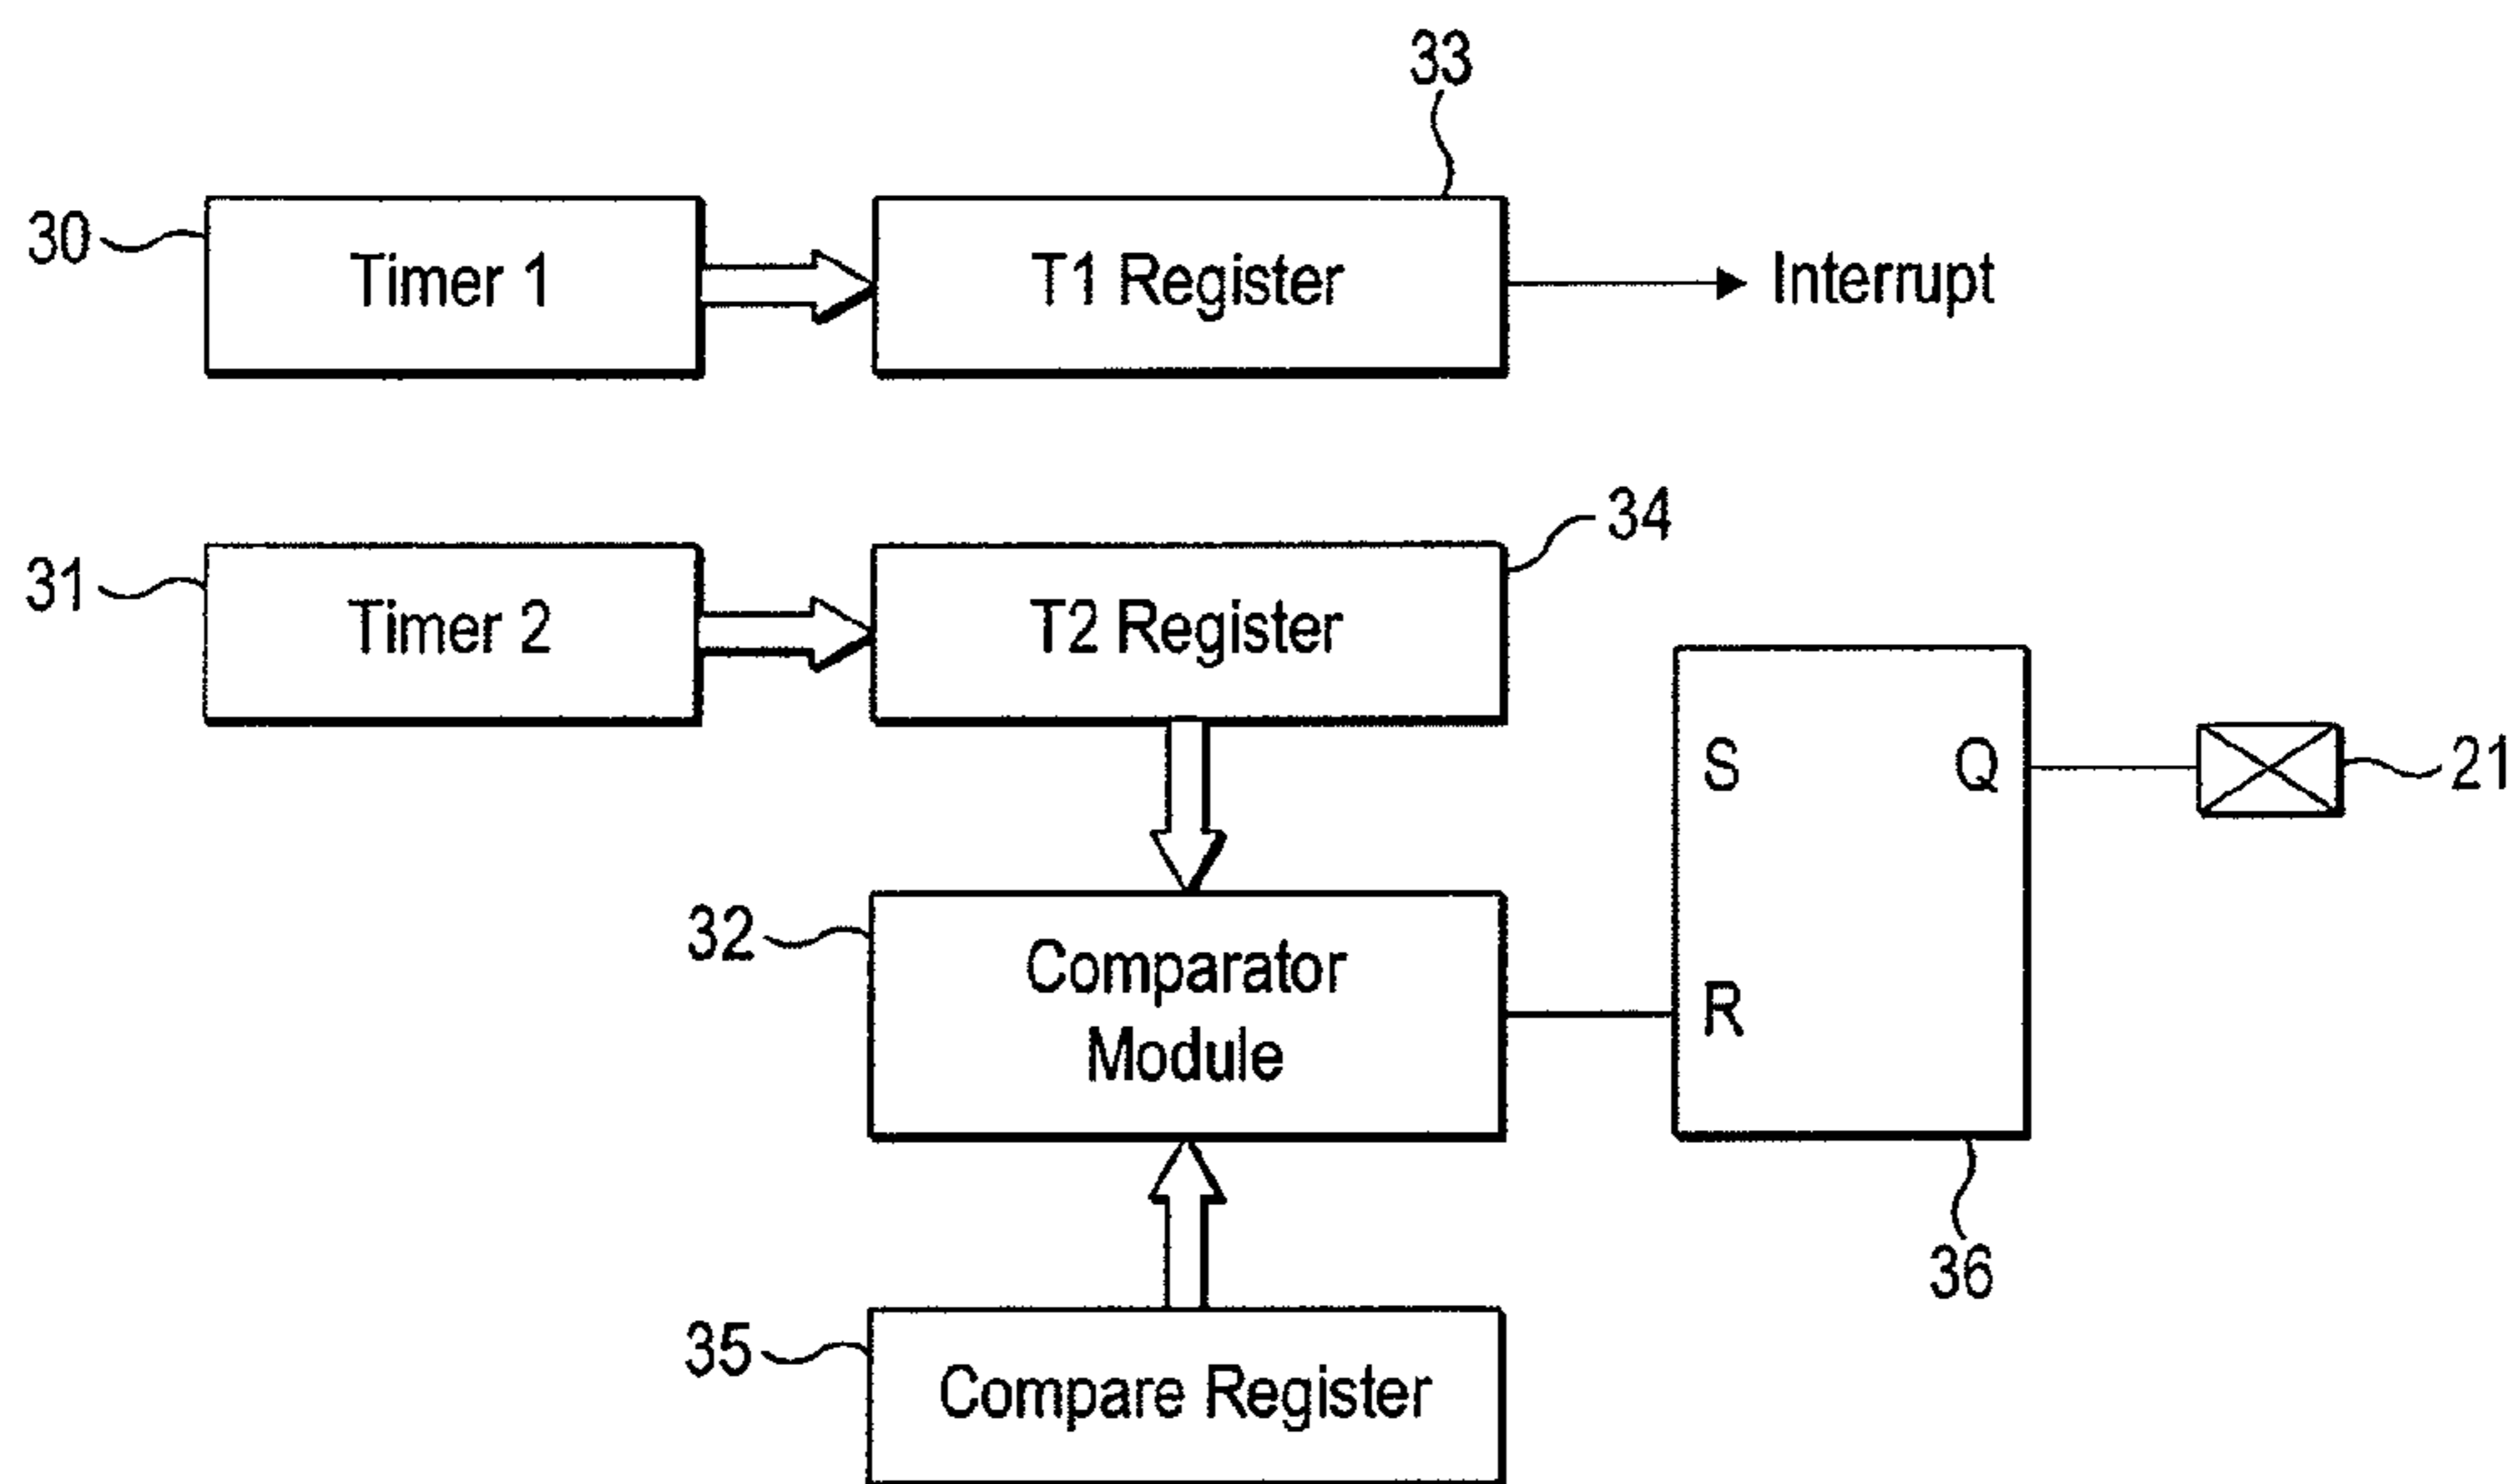 33
30
Timer 1
T1 Register
Interrupt
34
31
Timer 2
T2 Register
S
Q
21
32
Comparator
Module
R
36
35
Compare Register